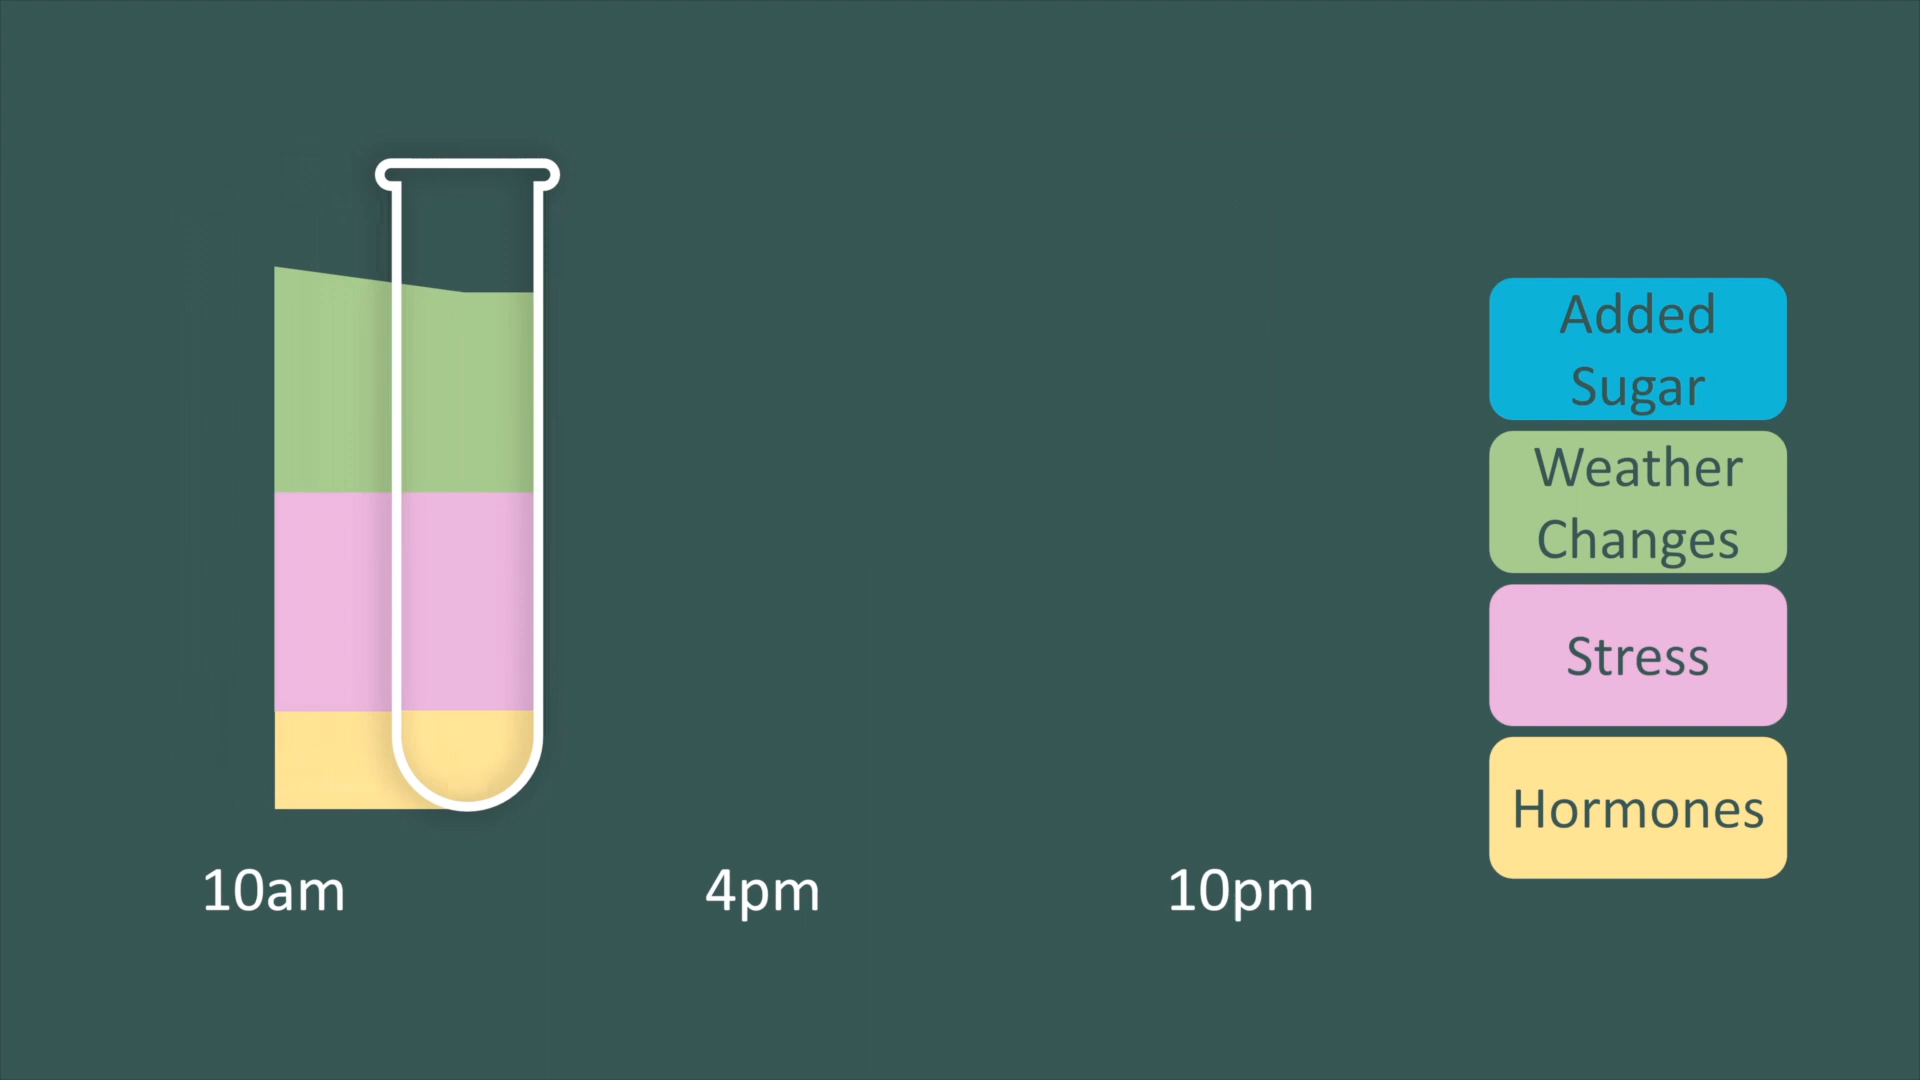 Added
Sugar
Weather
Changes
Stress
Hormones
10am
4pm
10pm